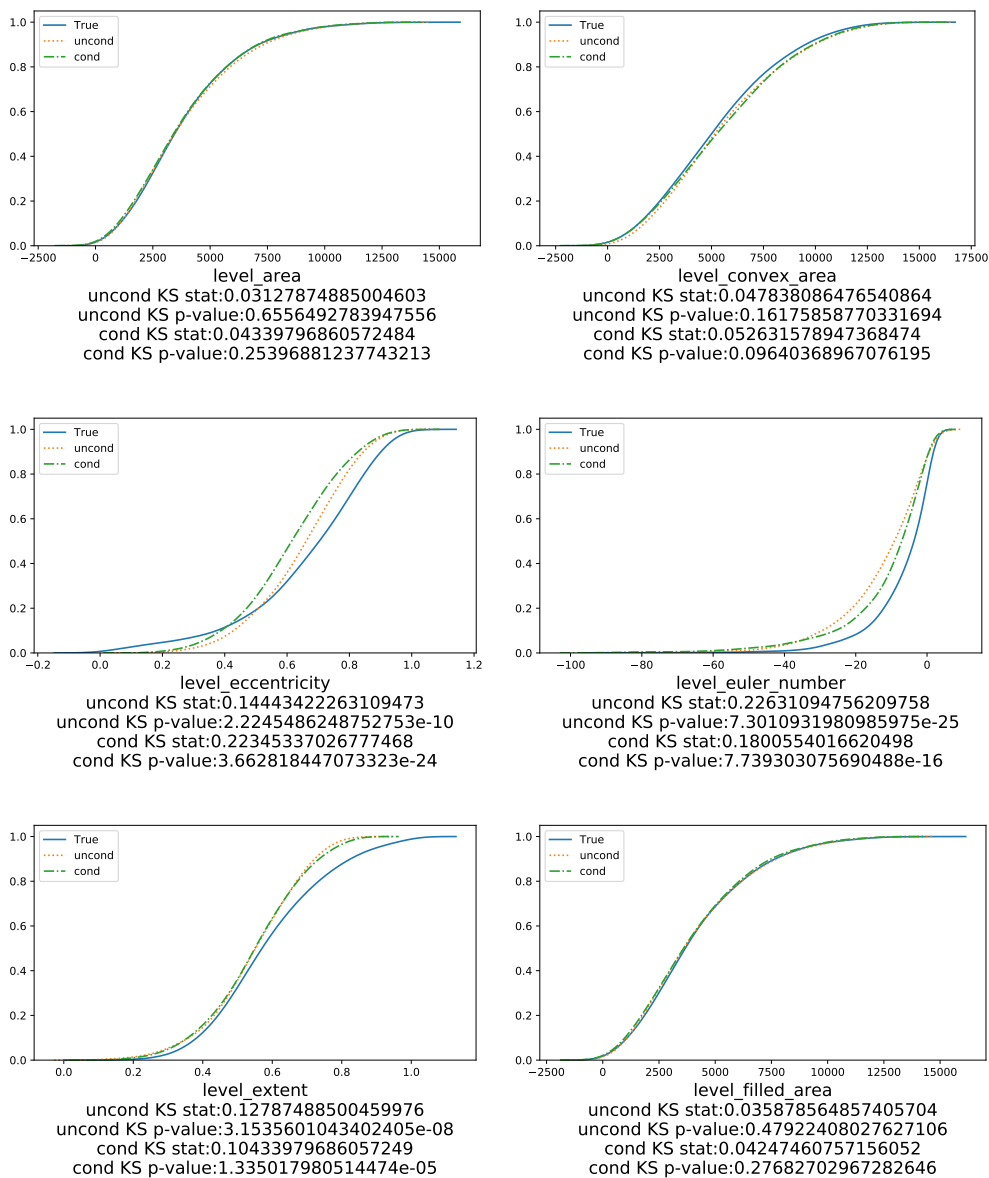 1.0
0.8
0.6
0.4
0.2
0.0
True
uncond
cond
−2500 0 2500 5000 7500 10000 12500 15000
level_area
uncond KS stat:0.03127874885004603
uncond KS p-value:0.6556492783947556
cond KS stat:0.04339796860572484
cond KS p-value:0.253968812377432​13
1.0
0.8
0.6
0.4
0.2
0.0
True
uncond
cond
−2500 0 2500 5000 7500 10000 12500 15000 17500
level_convex_area
uncond KS stat:0.047838086476540864
uncond KS p-value:0.16175858770331694
cond KS stat:0.052631578947368474
cond KS p-value:0.09640368967076195
1.0
0.8
0.6
0.4
0.2
0.0
True
uncond
cond
−0.2 0.0 0.2 0.4 0.6 0.8 1.0 1.2
level_eccentricity
uncond KS stat:0.14443422263109473
uncond KS p-value:2.2245486248752753e-10
cond KS stat:0.22345337026777468
cond KS p-value:3.662818447073323e-24
1.0
0.8
0.6
0.4
0.2
0.0
True
uncond
cond
−100 −80 −60 −40 −20 0
level_euler_number
uncond KS stat:0.22631094756209758
uncond KS p-value:7.3010931980985975e-25
cond KS stat:0.1800554016620498
cond KS p-value:7.739303075690488e-16
1.0
0.8
0.6
0.4
0.2
0.0
True
uncond
cond
0.0 0.2 0.4 0.6 0.8 1.0
level_extent
uncond KS stat:0.12787488500459976
uncond KS p-value:3.1535601043402405e-08
cond KS stat:0.10433979686057249
cond KS p-value:1.335017980514474e-05
1.0
0.8
0.6
0.4
0.2
0.0
True
uncond
cond
−2500 0 2500 5000 7500 10000 12500 15000
level_filled_area
uncond KS stat:0.035878564857405704
uncond KS p-value:0.47922408027627106
cond KS stat:0.04247460757156052
cond KS p-value:0.27682702967282646